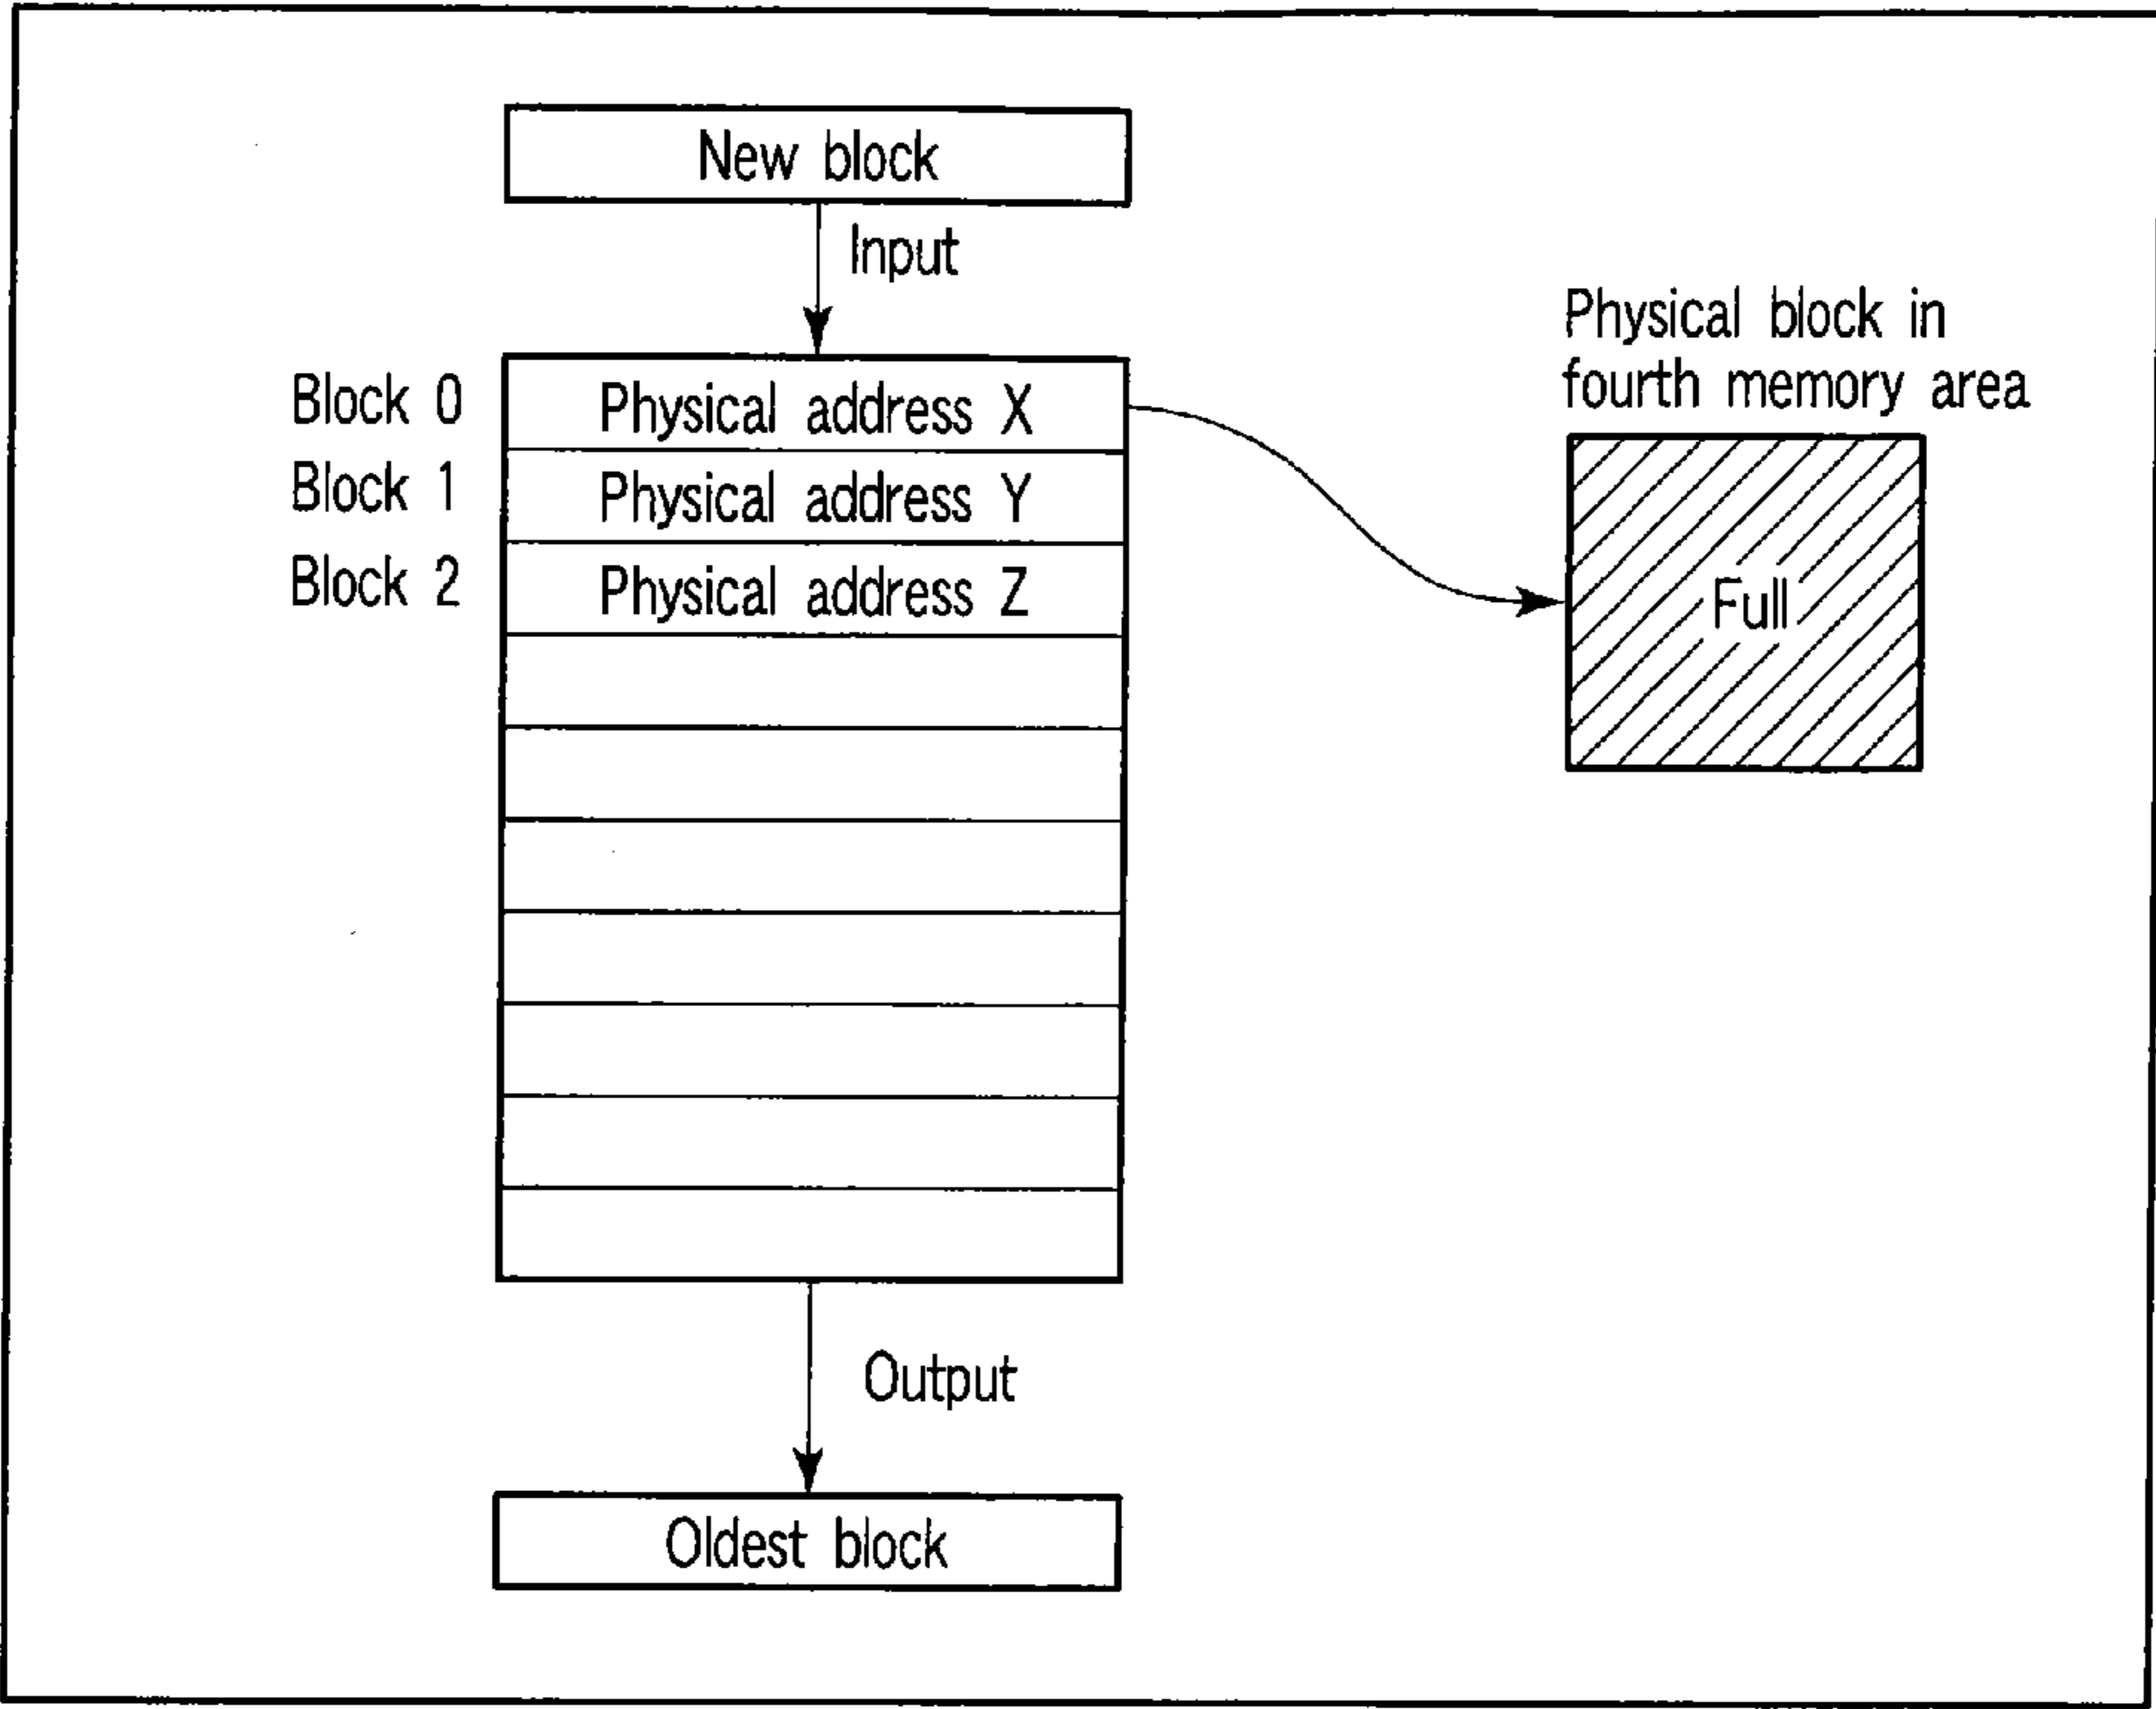 New block
Input
Physical block in
fourth memory area
Block 0 Physical address X
Block 1 Physical address Y
Block 2 Physical address Z
Full
Output
Oldest block